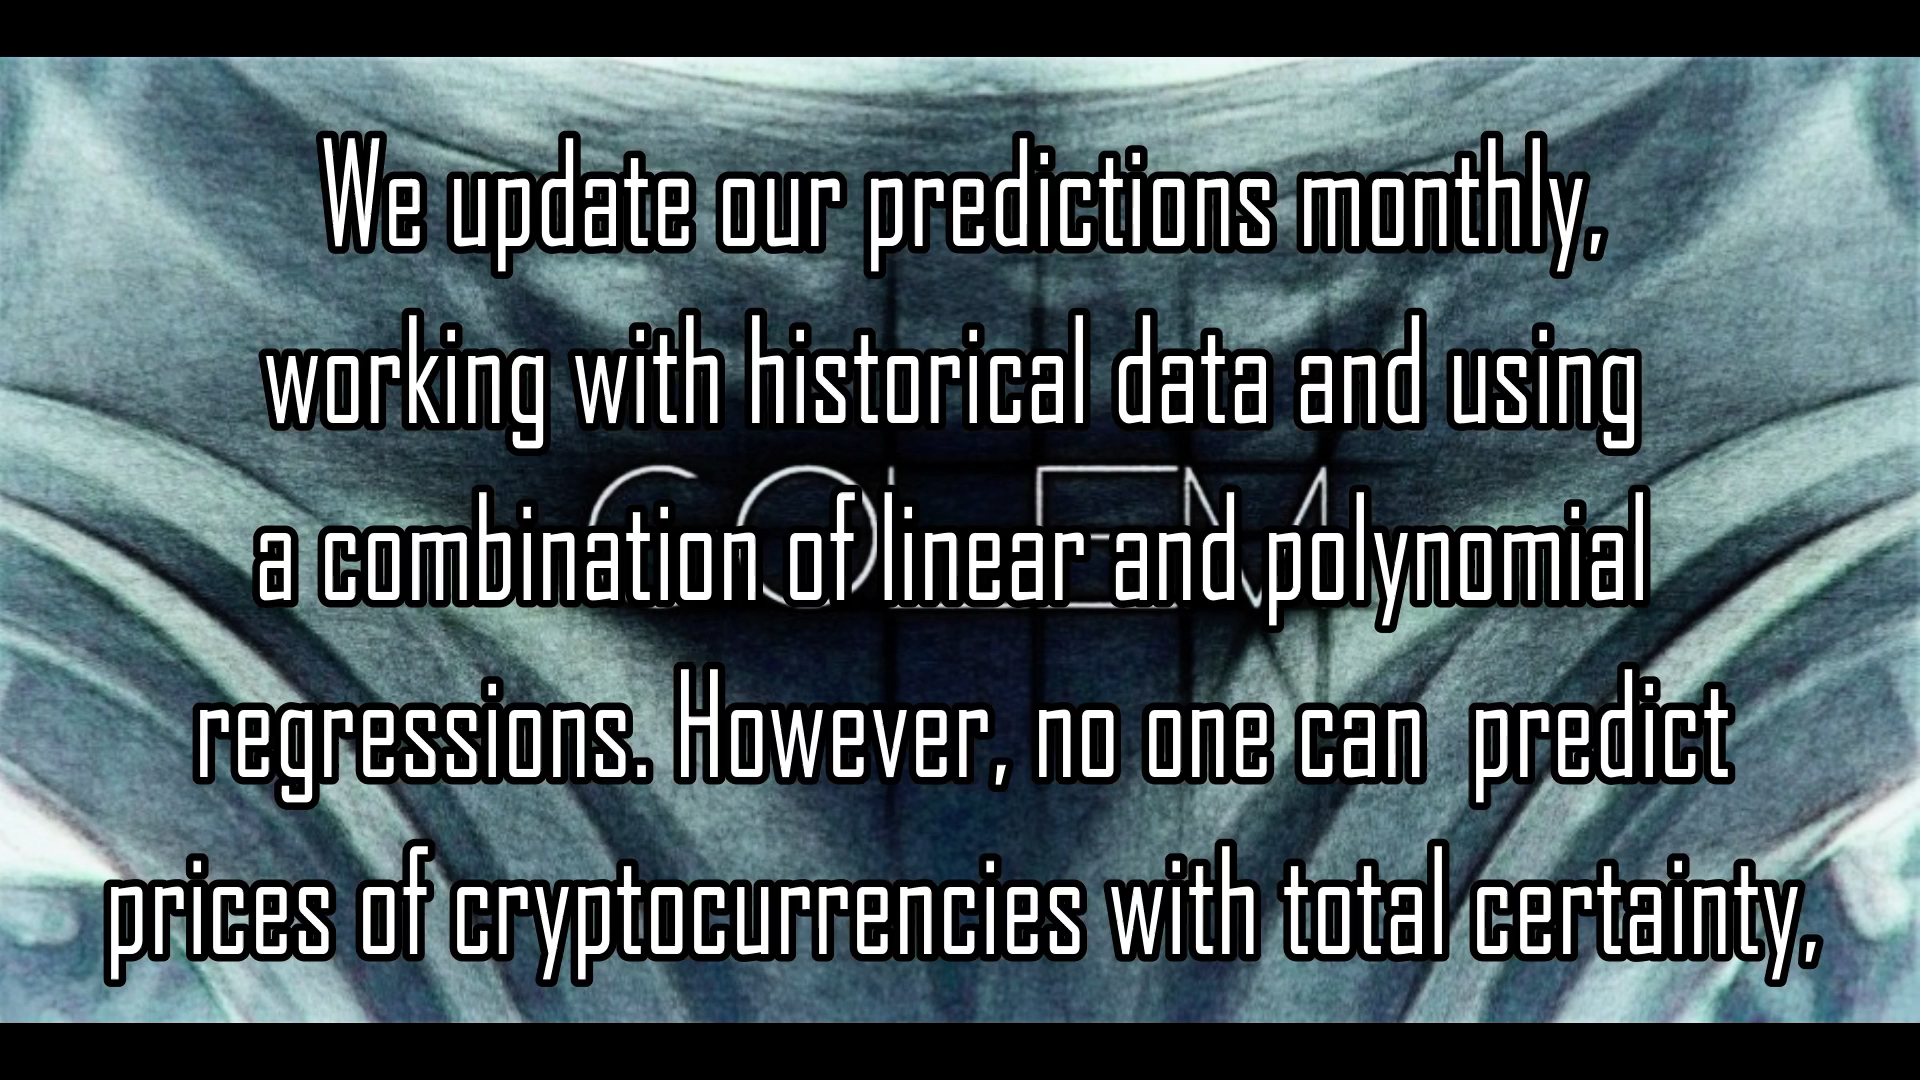 We update our predictions monthly,
working with historical data and using
GOLEM
a combination of linear and polynomial
regressions. However, no one can predict
prices of cryptocurrencies with total certainty,